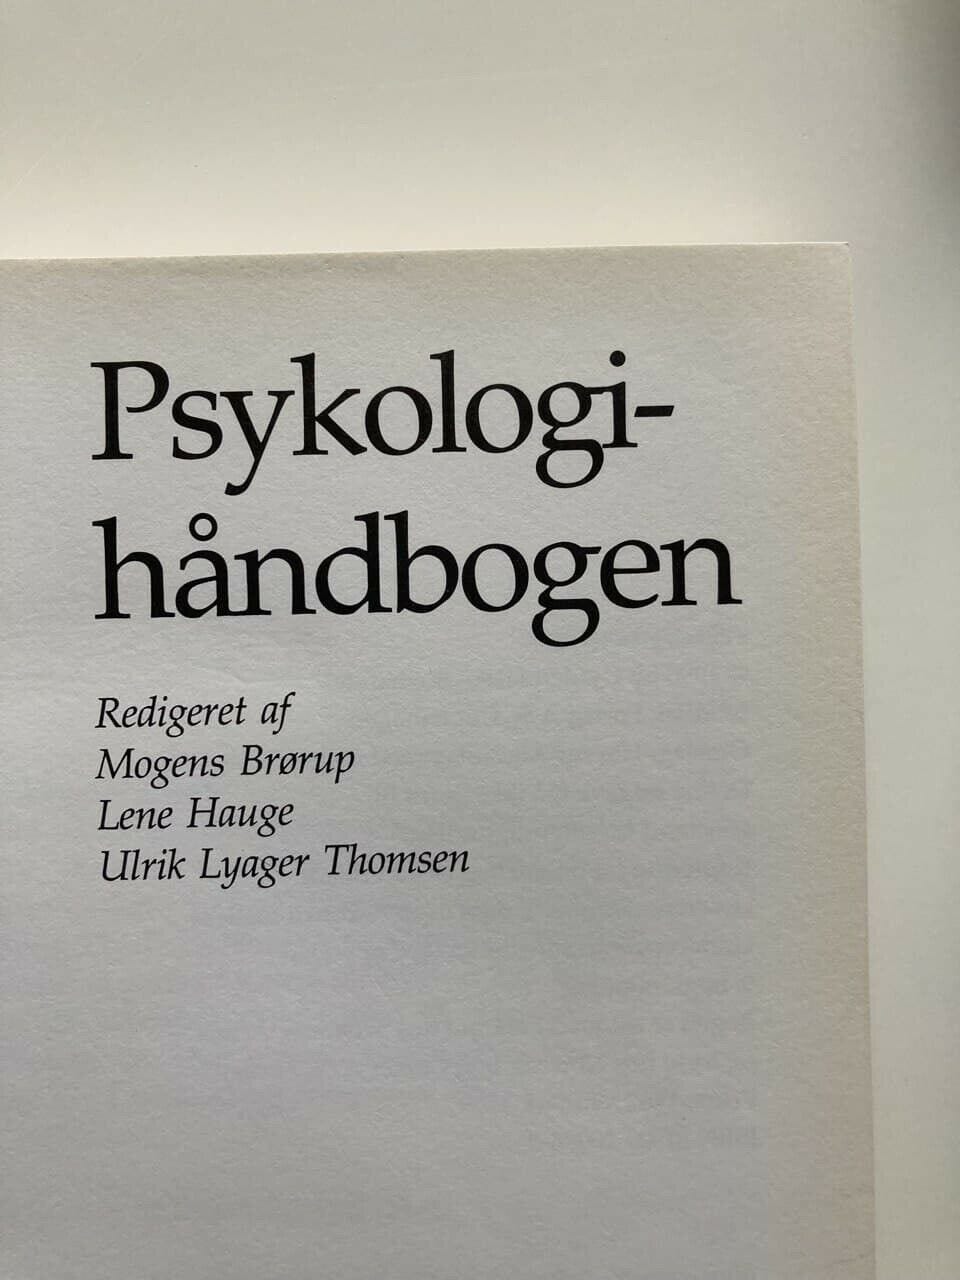 Psykologi-
håndbogen
Redigeret af
Mogens Brørup
Lene Hauge
Ulrik Lyager Thomsen